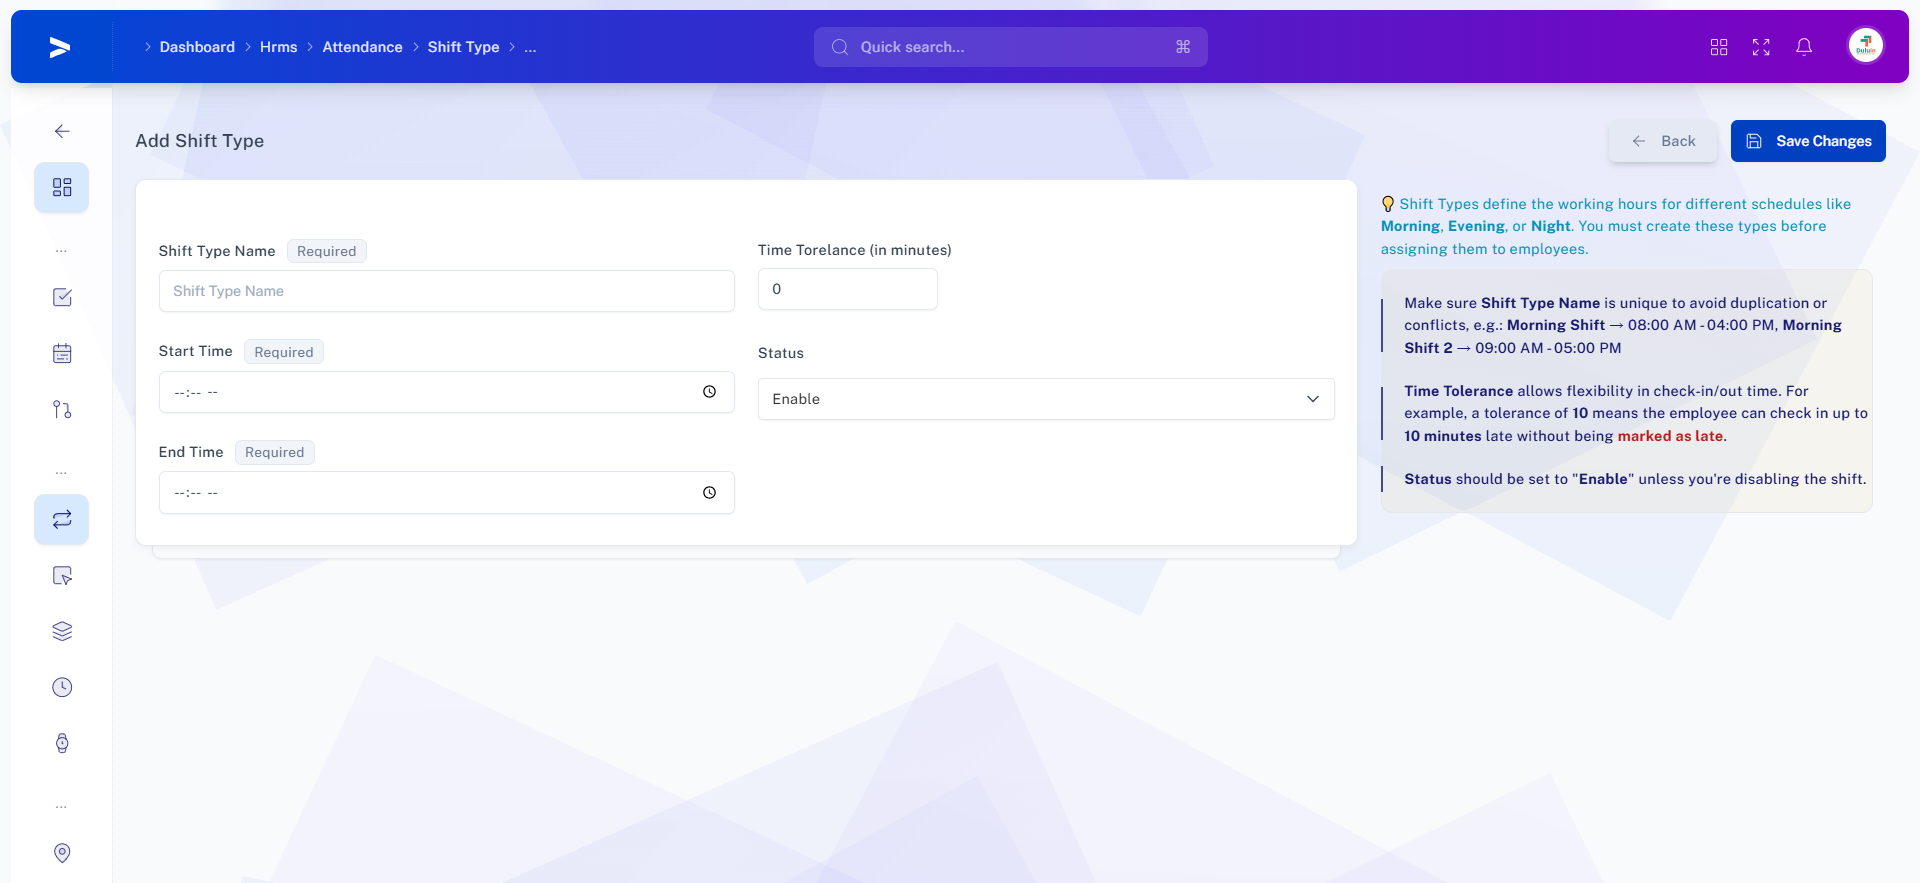 Dashboard Hrms Attendance Shift Type ...
Quick search... ⌘
Duluin
Add Shift Type
Back
Save Changes
Shift Type Name Required
Shift Type Name
Time Torelance (in minutes)
0
Start Time Required
--:-- --
Status
Enable
End Time Required
--:-- --
Shift Types define the working hours for different schedules like
Morning, Evening, or Night. You must create these types before
assigning them to employees.
Make sure Shift Type Name is unique to avoid duplication or
conflicts, e.g.: Morning Shift → 08:00 AM - 04:00 PM, Morning
Shift 2 → 09:00 AM - 05:00 PM
Time Tolerance allows flexibility in check-in/out time. For
example, a tolerance of 10 means the employee can check in up to
10 minutes late without being marked as late.
Status should be set to "Enable" unless you're disabling the shift.
...
...
...